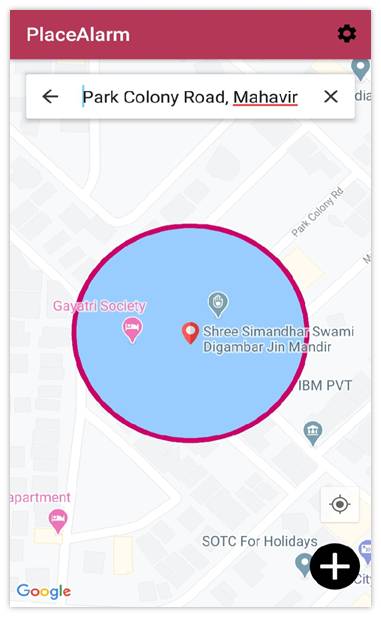 PlaceAlarm
Park Colony Road, Mahavir
Park Colony Rd
Gayatri Society
Shree Simandhar Swami
Digambar Jin Mandir
IBM PVT
apartment
SOTC For Holidays
Google